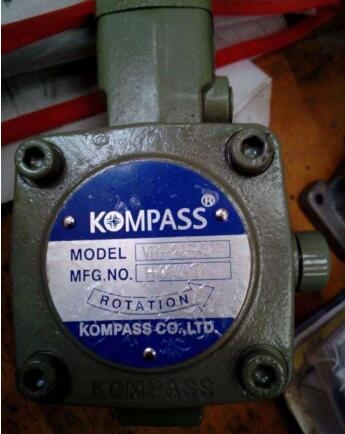 KOMPASS®
MODEL
MFG.NO.
ROTATION
KOMPASS CO.,LTD.
KOMPASS